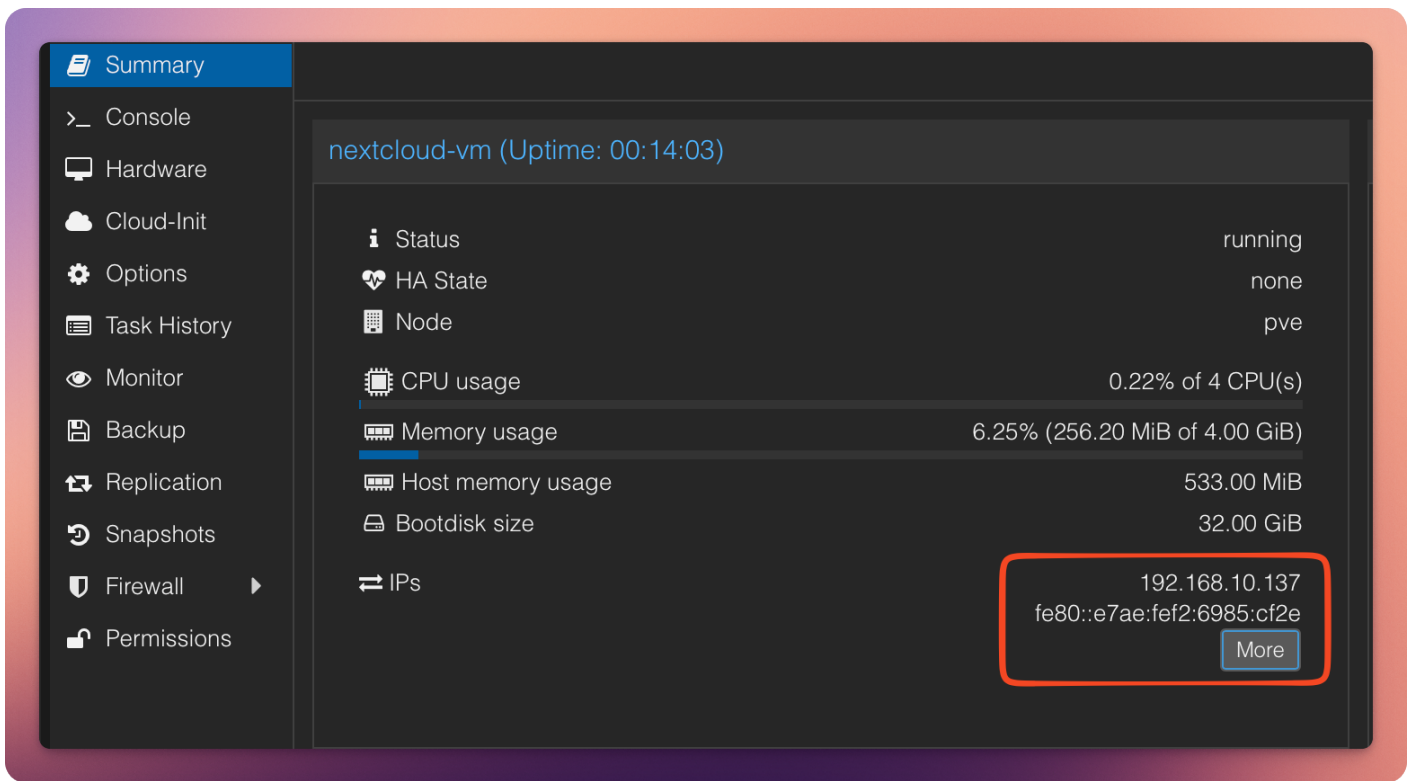 Summary
Console
Hardware
Cloud-Init
Options
Task History
Monitor
Backup
Replication
Snapshots
Firewall
Permissions
nextcloud-vm (Uptime: 00:14:03)
Status running
HA State none
Node pve
CPU usage 0.22% of 4 CPU(s)
Memory usage 6.25% (256.20 MiB of 4.00 GiB)
Host memory usage 533.00 MiB
Bootdisk size 32.00 GiB
IPs 192.168.10.137
fe80::e7ae:fef2:6985:cf2e
More